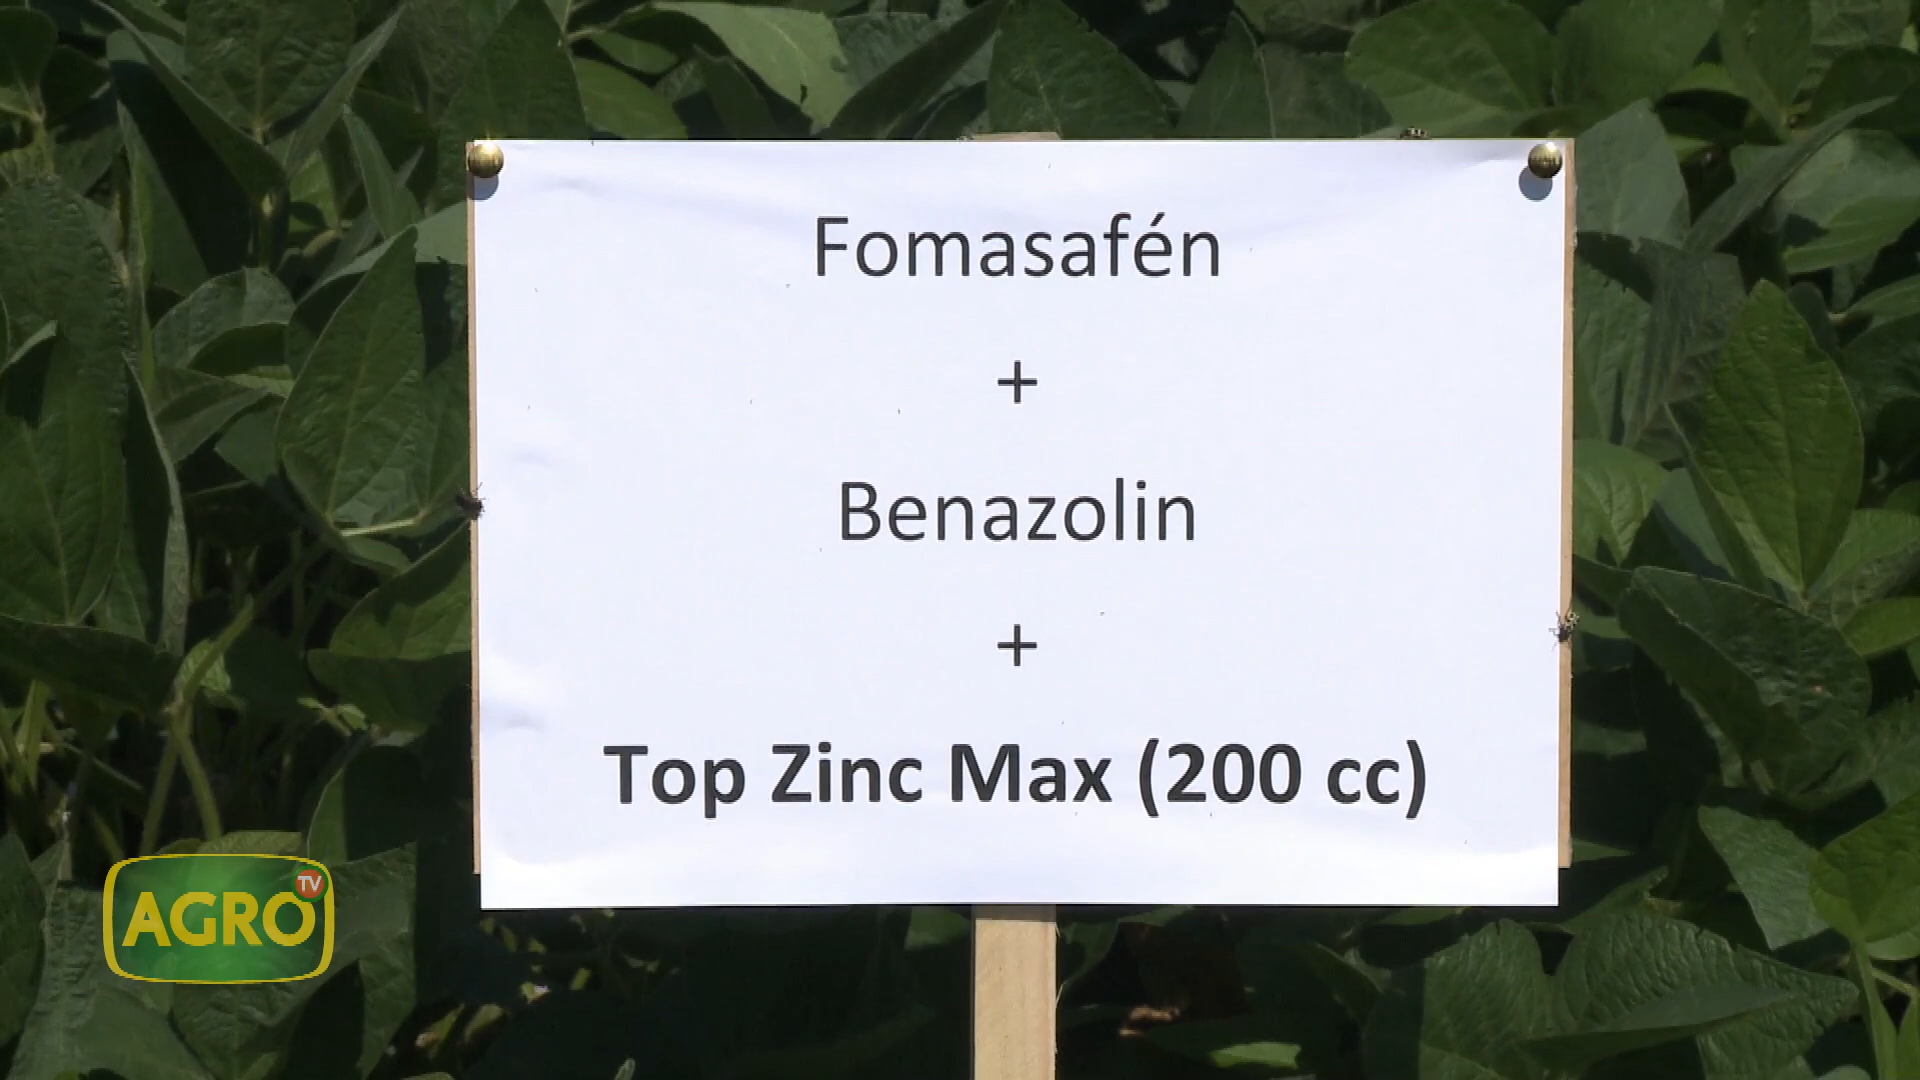 Fomasafén
+
Benazolin
+
Top Zinc Max (200 cc)
AGRO TV